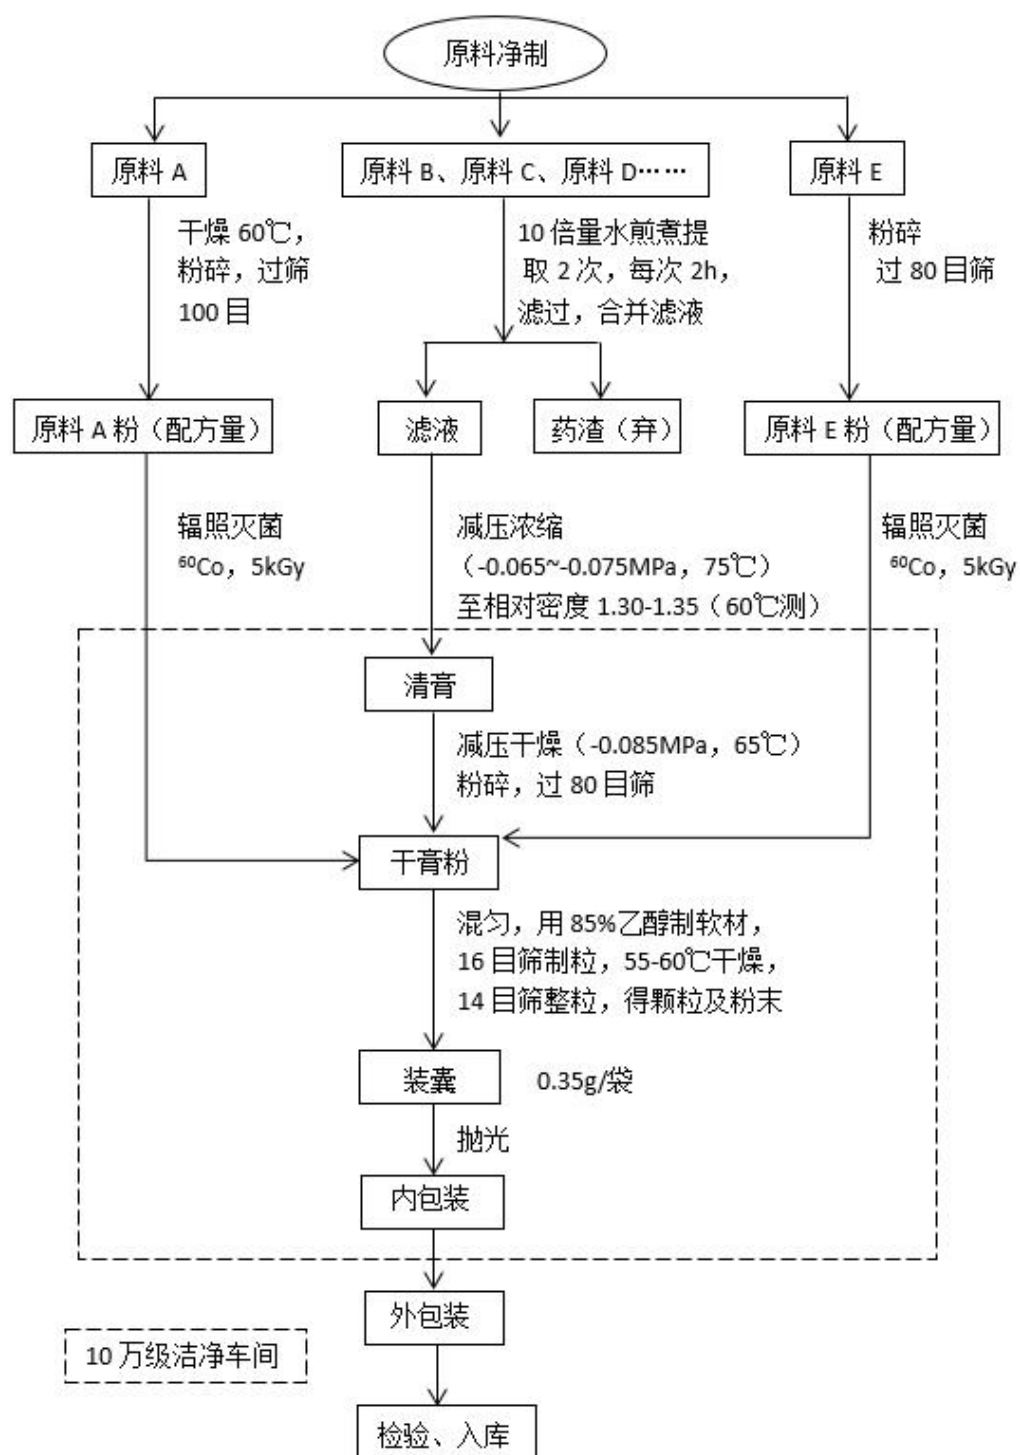 原料净制
原料 A
原料 B、原料 C、原料 D……
原料 E
干燥 60℃，
粉碎，过筛
100 目
10 倍量水煎煮提
取 2 次，每次 2h，
滤过，合并滤液
粉碎
过 80 目筛
原料 A 粉（配方量）
滤液
药渣（弃）
原料 E 粉（配方量）
辐照灭菌
⁶⁰Co，5kGy
减压浓缩
（-0.065~-0.075MPa，75℃）
至相对密度 1.30-1.35（60℃测）
辐照灭菌
⁶⁰Co，5kGy
清膏
减压干燥（-0.085MPa，65℃）
粉碎，过 80 目筛
干膏粉
混匀，用 85%乙醇制软材，
16 目筛制粒，55-60℃干燥，
14 目筛整粒，得颗粒及粉末
装囊
0.35g/袋
抛光
内包装
外包装
10 万级洁净车间
检验、入库